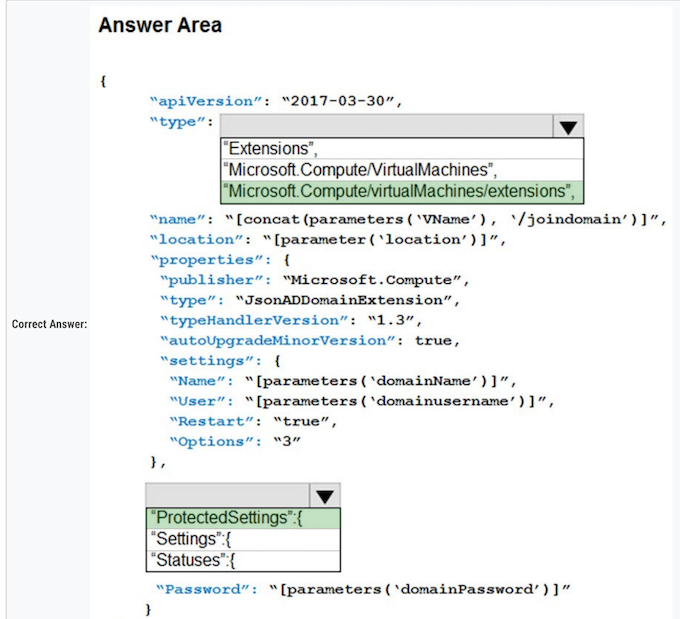 Answer Area
{
“apiVersion”: “2017-03-30”,
“type”:
“Extensions”,
“Microsoft.Compute/VirtualMachines”,
“Microsoft.Compute/virtualMachines/extensions”,
“name”: “[concat(parameters(‘VName’), ‘/joindomain’)]”,
“location”: “[parameter(‘location’)]”,
“properties”: {
“publisher”: “Microsoft.Compute”,
“type”: “JsonADDomainExtension”,
“typeHandlerVersion”: “1.3”,
“autoUpgradeMinorVersion”: true,
“settings”: {
Correct Answer:
“Name”: “[parameters(‘domainName’)]”,
“User”: “[parameters(‘domainusername’)]”,
“Restart”: “true”,
“Options”: “3”
},
“ProtectedSettings”:{
“Settings”:{
“Statuses”:{
“Password”: “[parameters(‘domainPassword’)]”
}